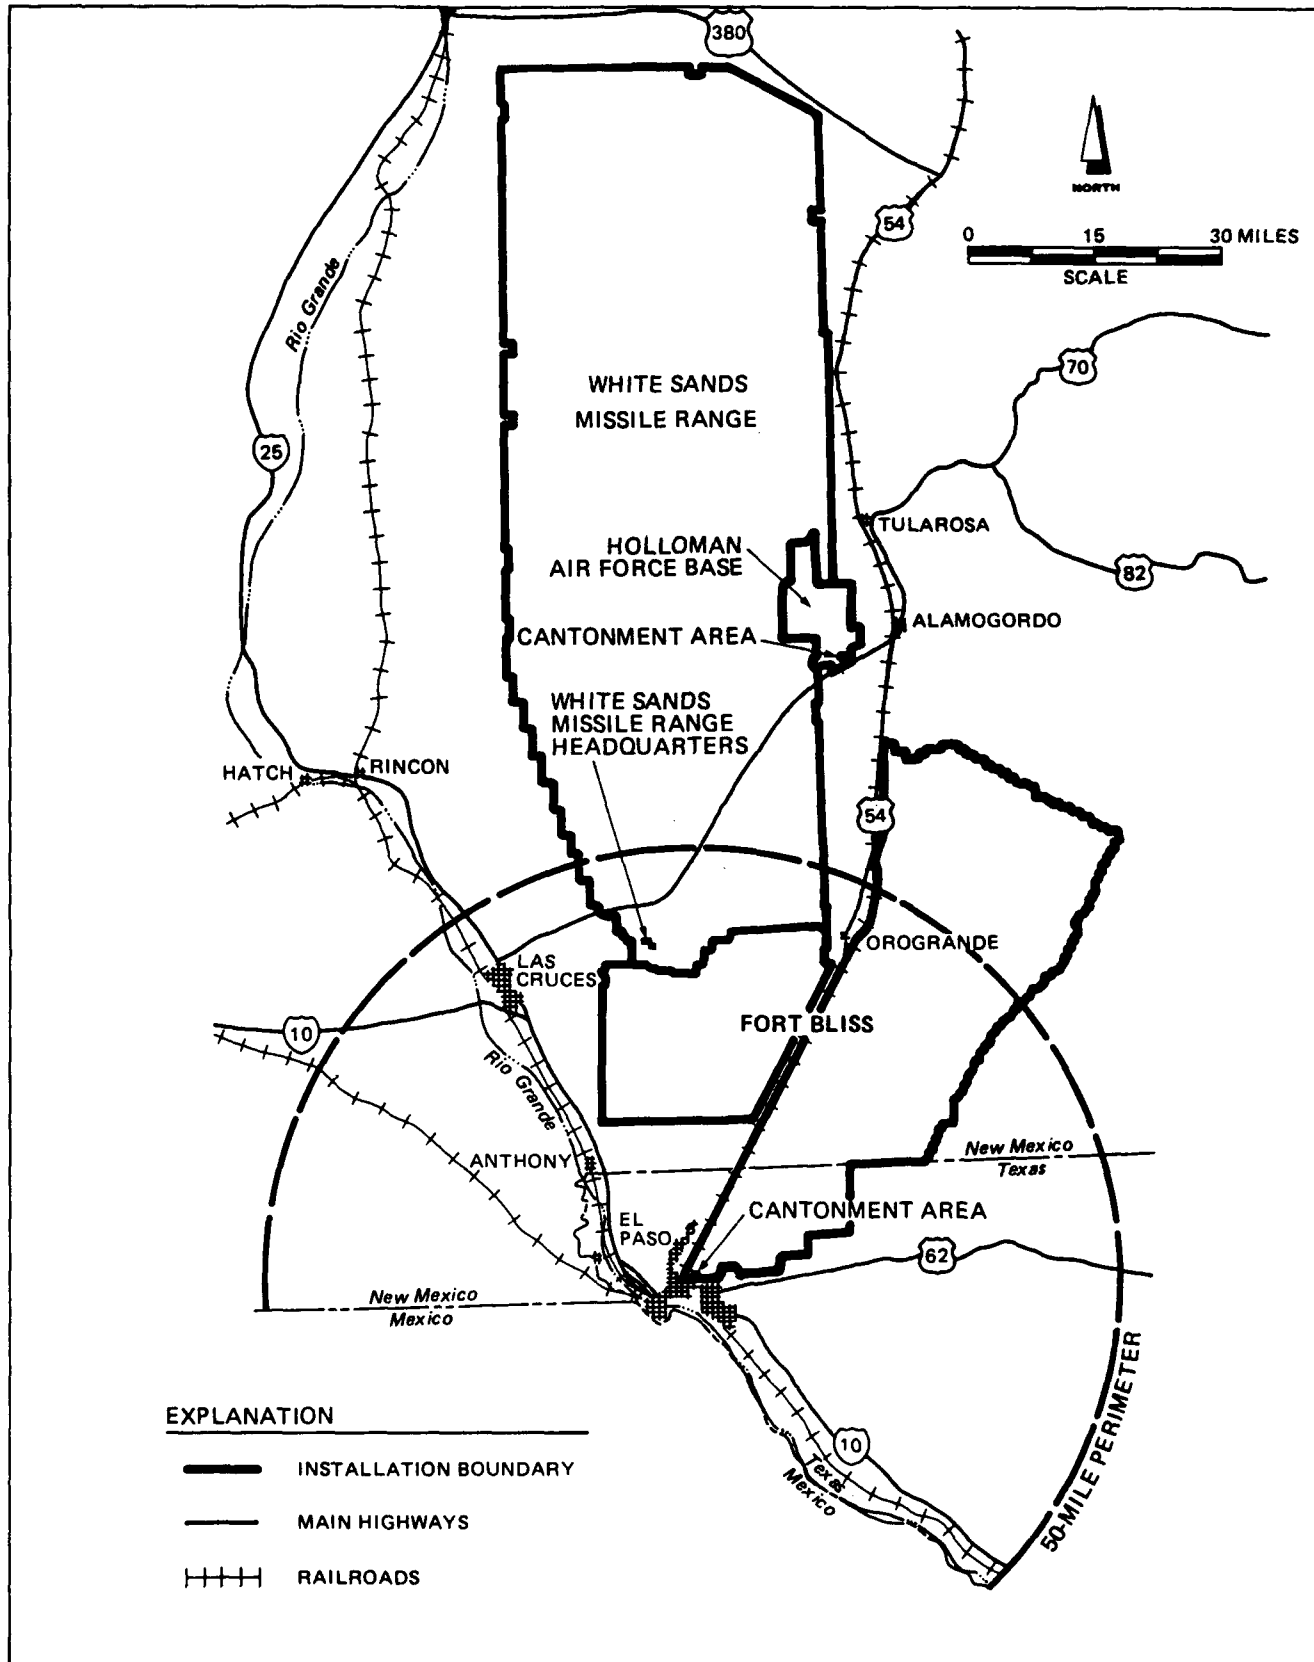 380
NORTH
54
0 15 30 MILES
SCALE
Rio Grande
70
WHITE SANDS
MISSILE RANGE
25
TULAROSA
HOLLOMAN
AIR FORCE BASE
82
ALAMOGORDO
CANTONMENT AREA
WHITE SANDS
MISSILE RANGE
HEADQUARTERS
HATCH
RINCON
54
OROGRANDE
LAS
CRUCES
10
FORT BLISS
Rio Grande
New Mexico
Texas
ANTHONY
CANTONMENT AREA
EL
PASO
62
New Mexico
Mexico
50-MILE PERIMETER
EXPLANATION
10
Texas
Mexico
INSTALLATION BOUNDARY
MAIN HIGHWAYS
RAILROADS